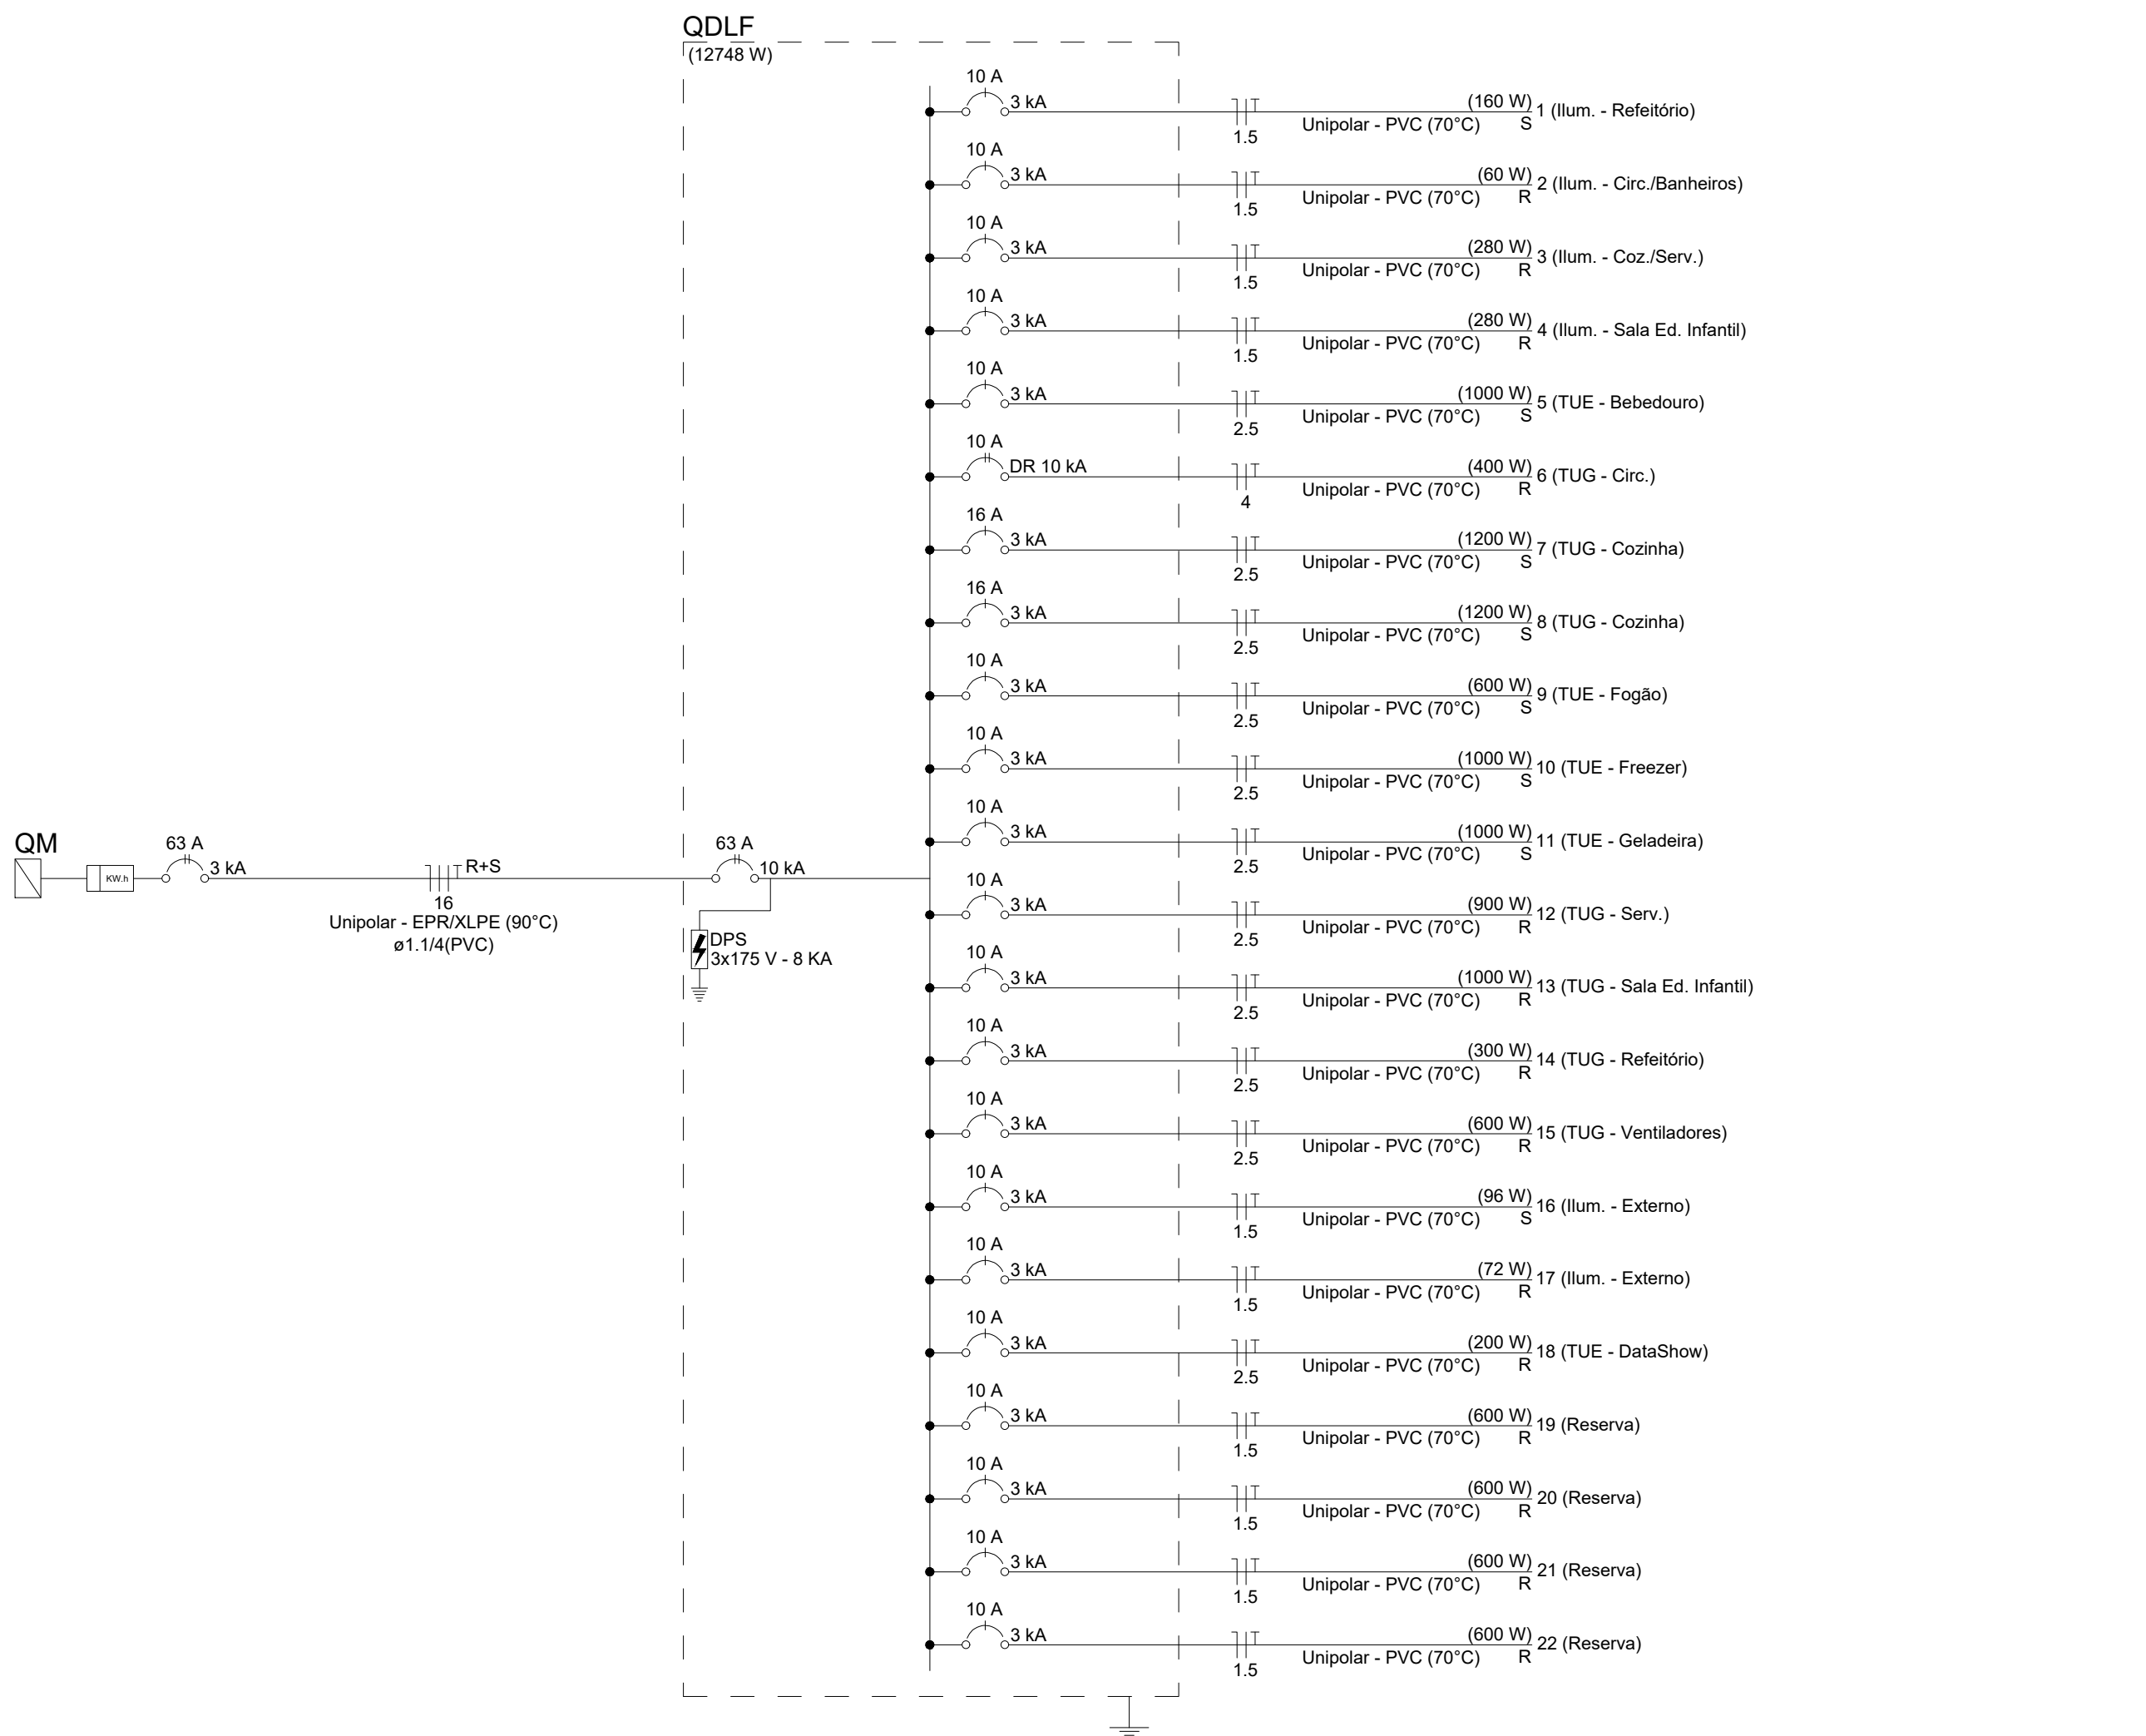 QDLF
(12748 W)
10 A
3 kA
1.5
Unipolar - PVC (70°C)
(160 W)
S
1 (Ilum. - Refeitório)
10 A
3 kA
1.5
Unipolar - PVC (70°C)
(60 W)
R
2 (Ilum. - Circ./Banheiros)
10 A
3 kA
1.5
Unipolar - PVC (70°C)
(280 W)
R
3 (Ilum. - Coz./Serv.)
10 A
3 kA
1.5
Unipolar - PVC (70°C)
(280 W)
R
4 (Ilum. - Sala Ed. Infantil)
10 A
3 kA
2.5
Unipolar - PVC (70°C)
(1000 W)
S
5 (TUE - Bebedouro)
10 A
DR 10 kA
4
Unipolar - PVC (70°C)
(400 W)
R
6 (TUG - Circ.)
16 A
3 kA
2.5
Unipolar - PVC (70°C)
(1200 W)
S
7 (TUG - Cozinha)
16 A
3 kA
2.5
Unipolar - PVC (70°C)
(1200 W)
S
8 (TUG - Cozinha)
10 A
3 kA
2.5
Unipolar - PVC (70°C)
(600 W)
S
9 (TUE - Fogão)
10 A
3 kA
2.5
Unipolar - PVC (70°C)
(1000 W)
S
10 (TUE - Freezer)
10 A
3 kA
2.5
Unipolar - PVC (70°C)
(1000 W)
S
11 (TUE - Geladeira)
QM
KW.h
63 A
3 kA
R+S
16
Unipolar - EPR/XLPE (90°C)
ø1.1/4(PVC)
63 A
10 kA
DPS
3x175 V - 8 KA
10 A
3 kA
2.5
Unipolar - PVC (70°C)
(900 W)
R
12 (TUG - Serv.)
10 A
3 kA
2.5
Unipolar - PVC (70°C)
(1000 W)
R
13 (TUG - Sala Ed. Infantil)
10 A
3 kA
2.5
Unipolar - PVC (70°C)
(300 W)
R
14 (TUG - Refeitório)
10 A
3 kA
2.5
Unipolar - PVC (70°C)
(600 W)
R
15 (TUG - Ventiladores)
10 A
3 kA
1.5
Unipolar - PVC (70°C)
(96 W)
S
16 (Ilum. - Externo)
10 A
3 kA
1.5
Unipolar - PVC (70°C)
(72 W)
R
17 (Ilum. - Externo)
10 A
3 kA
2.5
Unipolar - PVC (70°C)
(200 W)
R
18 (TUE - DataShow)
10 A
3 kA
1.5
Unipolar - PVC (70°C)
(600 W)
R
19 (Reserva)
10 A
3 kA
1.5
Unipolar - PVC (70°C)
(600 W)
R
20 (Reserva)
10 A
3 kA
1.5
Unipolar - PVC (70°C)
(600 W)
R
21 (Reserva)
10 A
3 kA
1.5
Unipolar - PVC (70°C)
(600 W)
R
22 (Reserva)